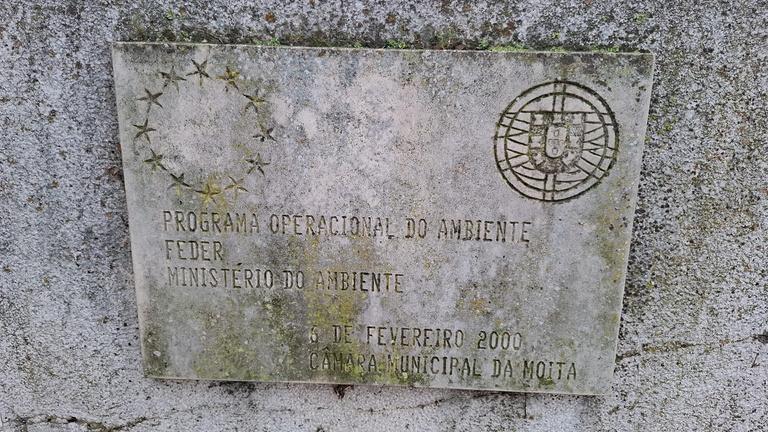 PROGRAMA OPERACIONAL DO AMBIENTE
FEDER
MINISTÉRIO DO AMBIENTE
6 DE FEVEREIRO 2000
CÂMARA MUNICIPAL DA MOITA